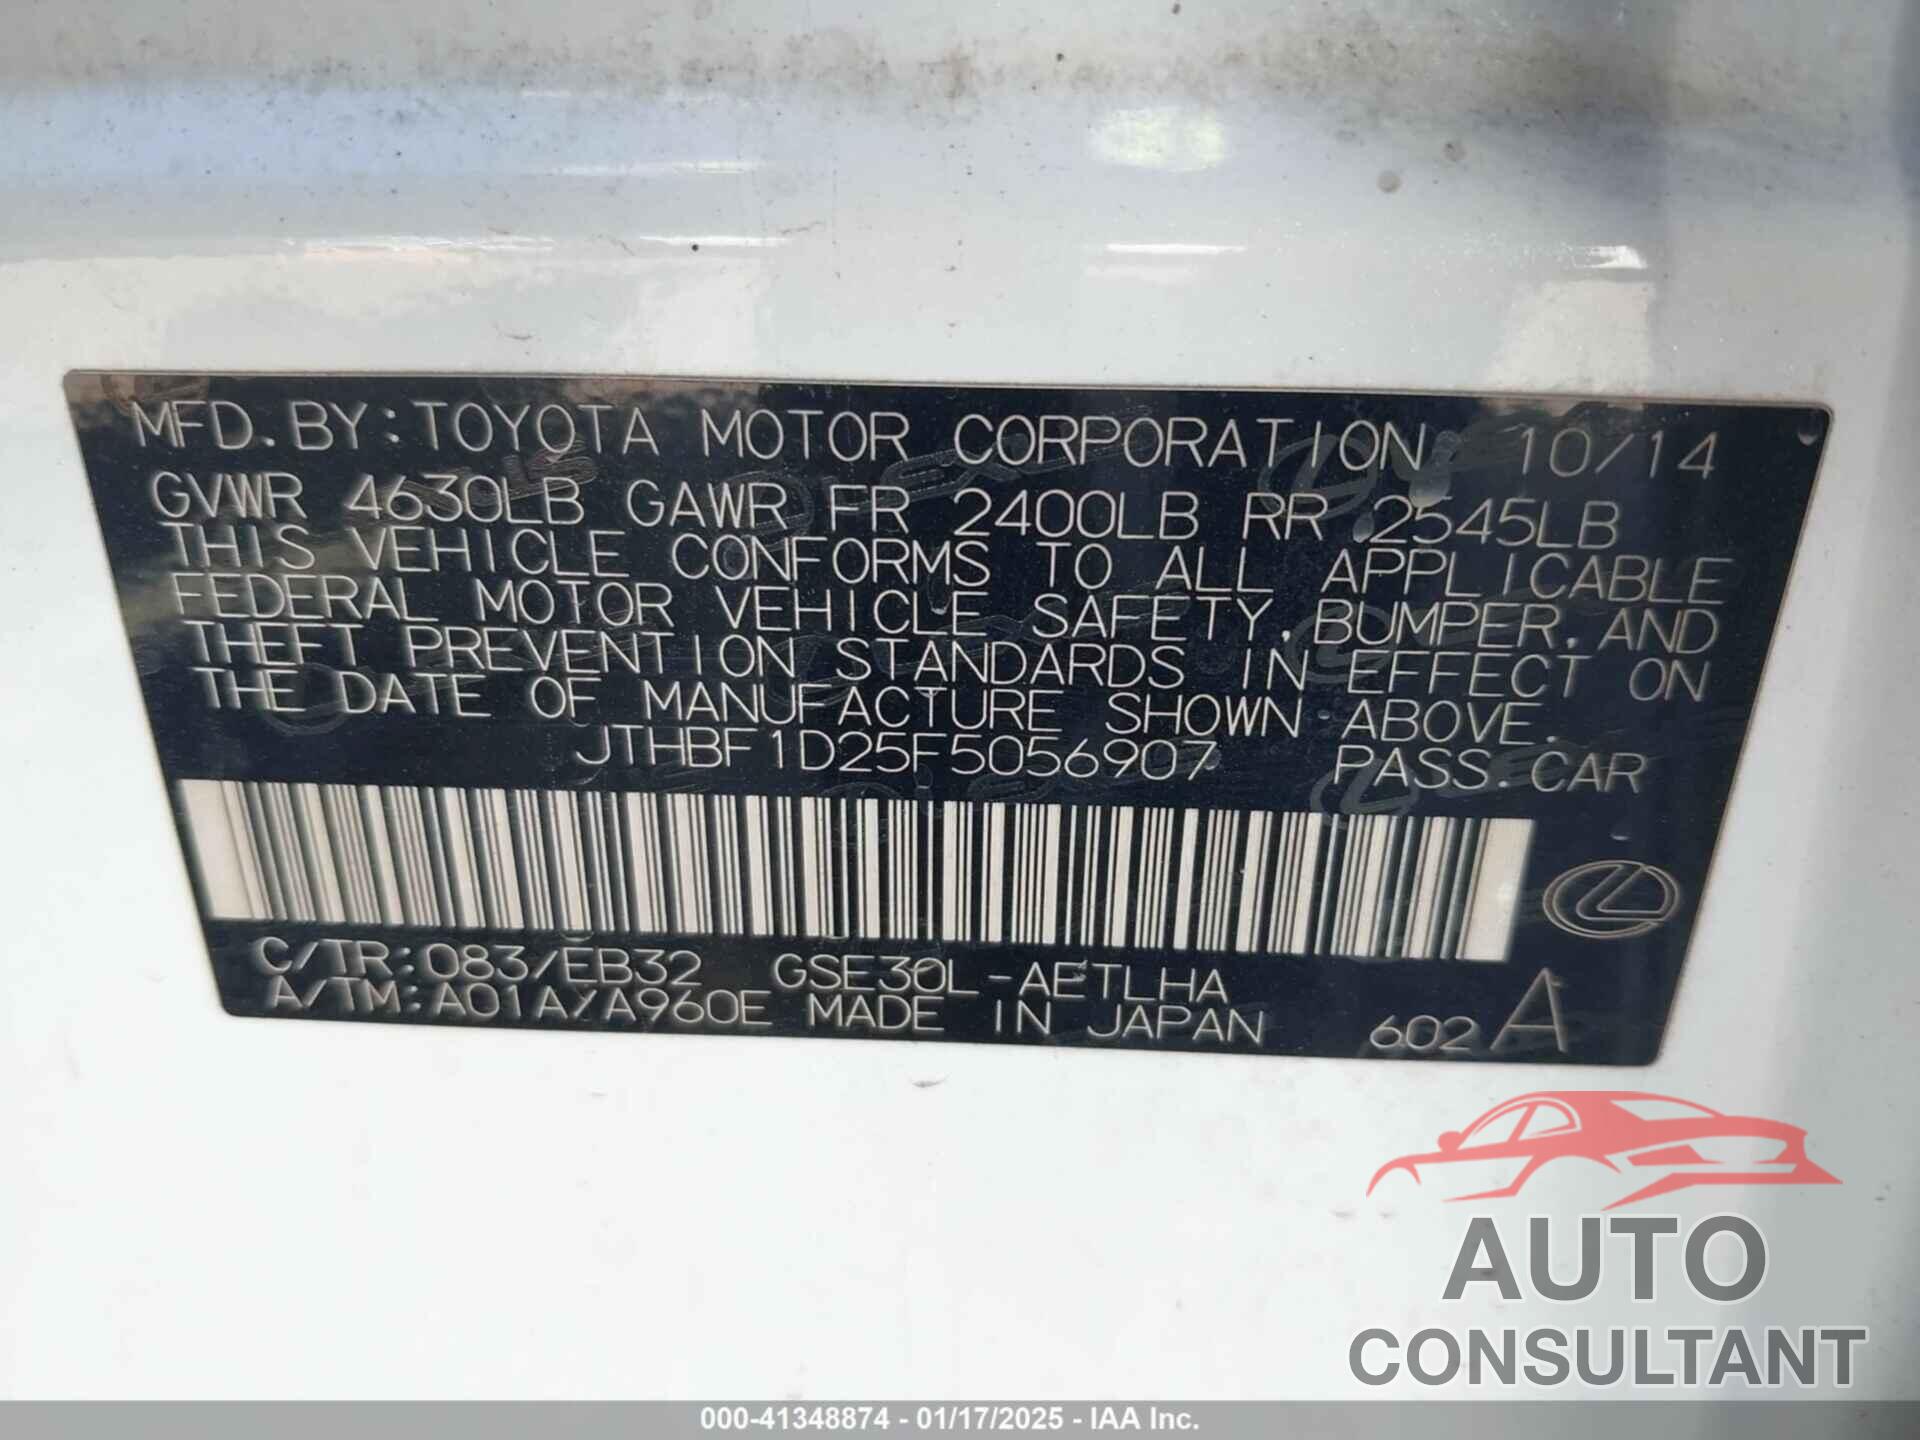 MFD. BY: TOYOTA MOTOR CORPORATION 10/14
GVWR 4630LB GAWR FR 2400LB RR 2545LB
THIS VEHICLE CONFORMS TO ALL APPLICABLE
FEDERAL MOTOR VEHICLE SAFETY, BUMPER, AND
THEFT PREVENTION STANDARDS IN EFFECT ON
THE DATE OF MANUFACTURE SHOWN ABOVE.
JTHBF1D25F5056907 PASS. CAR
C/TR: 083/EB32 GSE30L-AETLHA
A/TM: A01A/A960E MADE IN JAPAN 602 A
AUTO
CONSULTANT
000-41348874 - 01/17/2025 - IAA Inc.